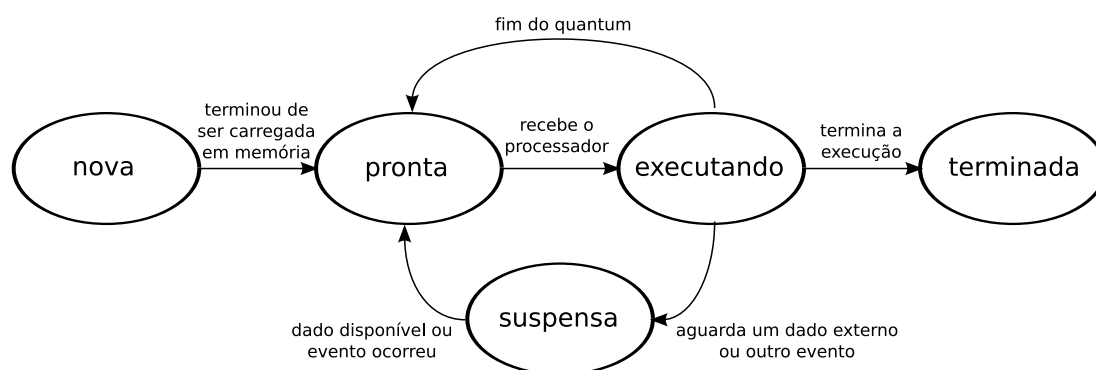 fim do quantum
terminou de
ser carregada
em memória
recebe o
processador
termina a
execução
nova
pronta
executando
terminada
suspensa
dado disponível ou
evento ocorreu
aguarda um dado externo
ou outro evento